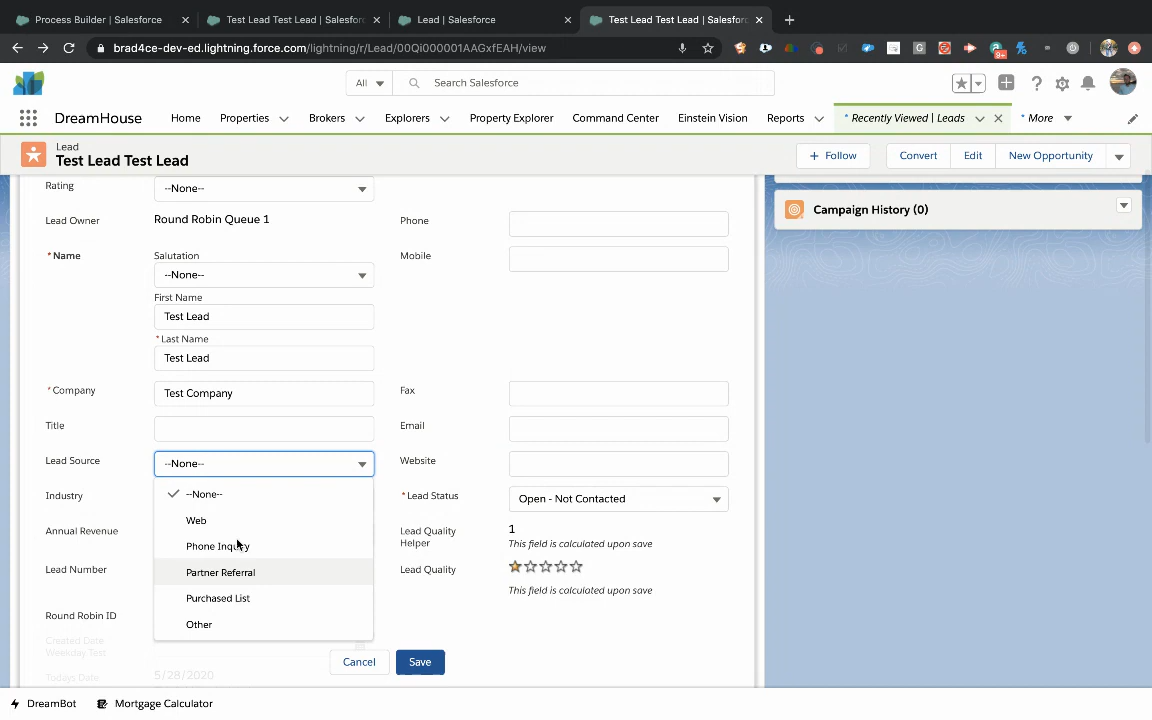 Process Builder | Salesforce
Test Lead Test Lead | Salesfor
Lead | Salesforce
Test Lead Test Lead | Salesfor
brad4ce-dev-ed.lightning.force.com/lightning/r/Lead/00Qi000001AAGxfEAH/view
9+
All
Search Salesforce
DreamHouse
Home
Properties
Brokers
Explorers
Property Explorer
Command Center
Einstein Vision
Reports
* Recently Viewed | Leads
* More
Lead
Test Lead Test Lead
+ Follow
Convert
Edit
New Opportunity
Rating
--None--
Campaign History (0)
Lead Owner
Round Robin Queue 1
Phone
* Name
Salutation
--None--
Mobile
First Name
Test Lead
* Last Name
Test Lead
* Company
Test Company
Fax
Title
Email
Lead Source
--None--
Website
--None--
Web
Phone Inquiry
Partner Referral
Purchased List
Other
Industry
* Lead Status
Open - Not Contacted
Annual Revenue
Lead Quality
Helper
1
This field is calculated upon save
Lead Number
Lead Quality
This field is calculated upon save
Round Robin ID
Created Date
Weekday Test
Todays Date
5/28/2020
Cancel
Save
DreamBot
Mortgage Calculator